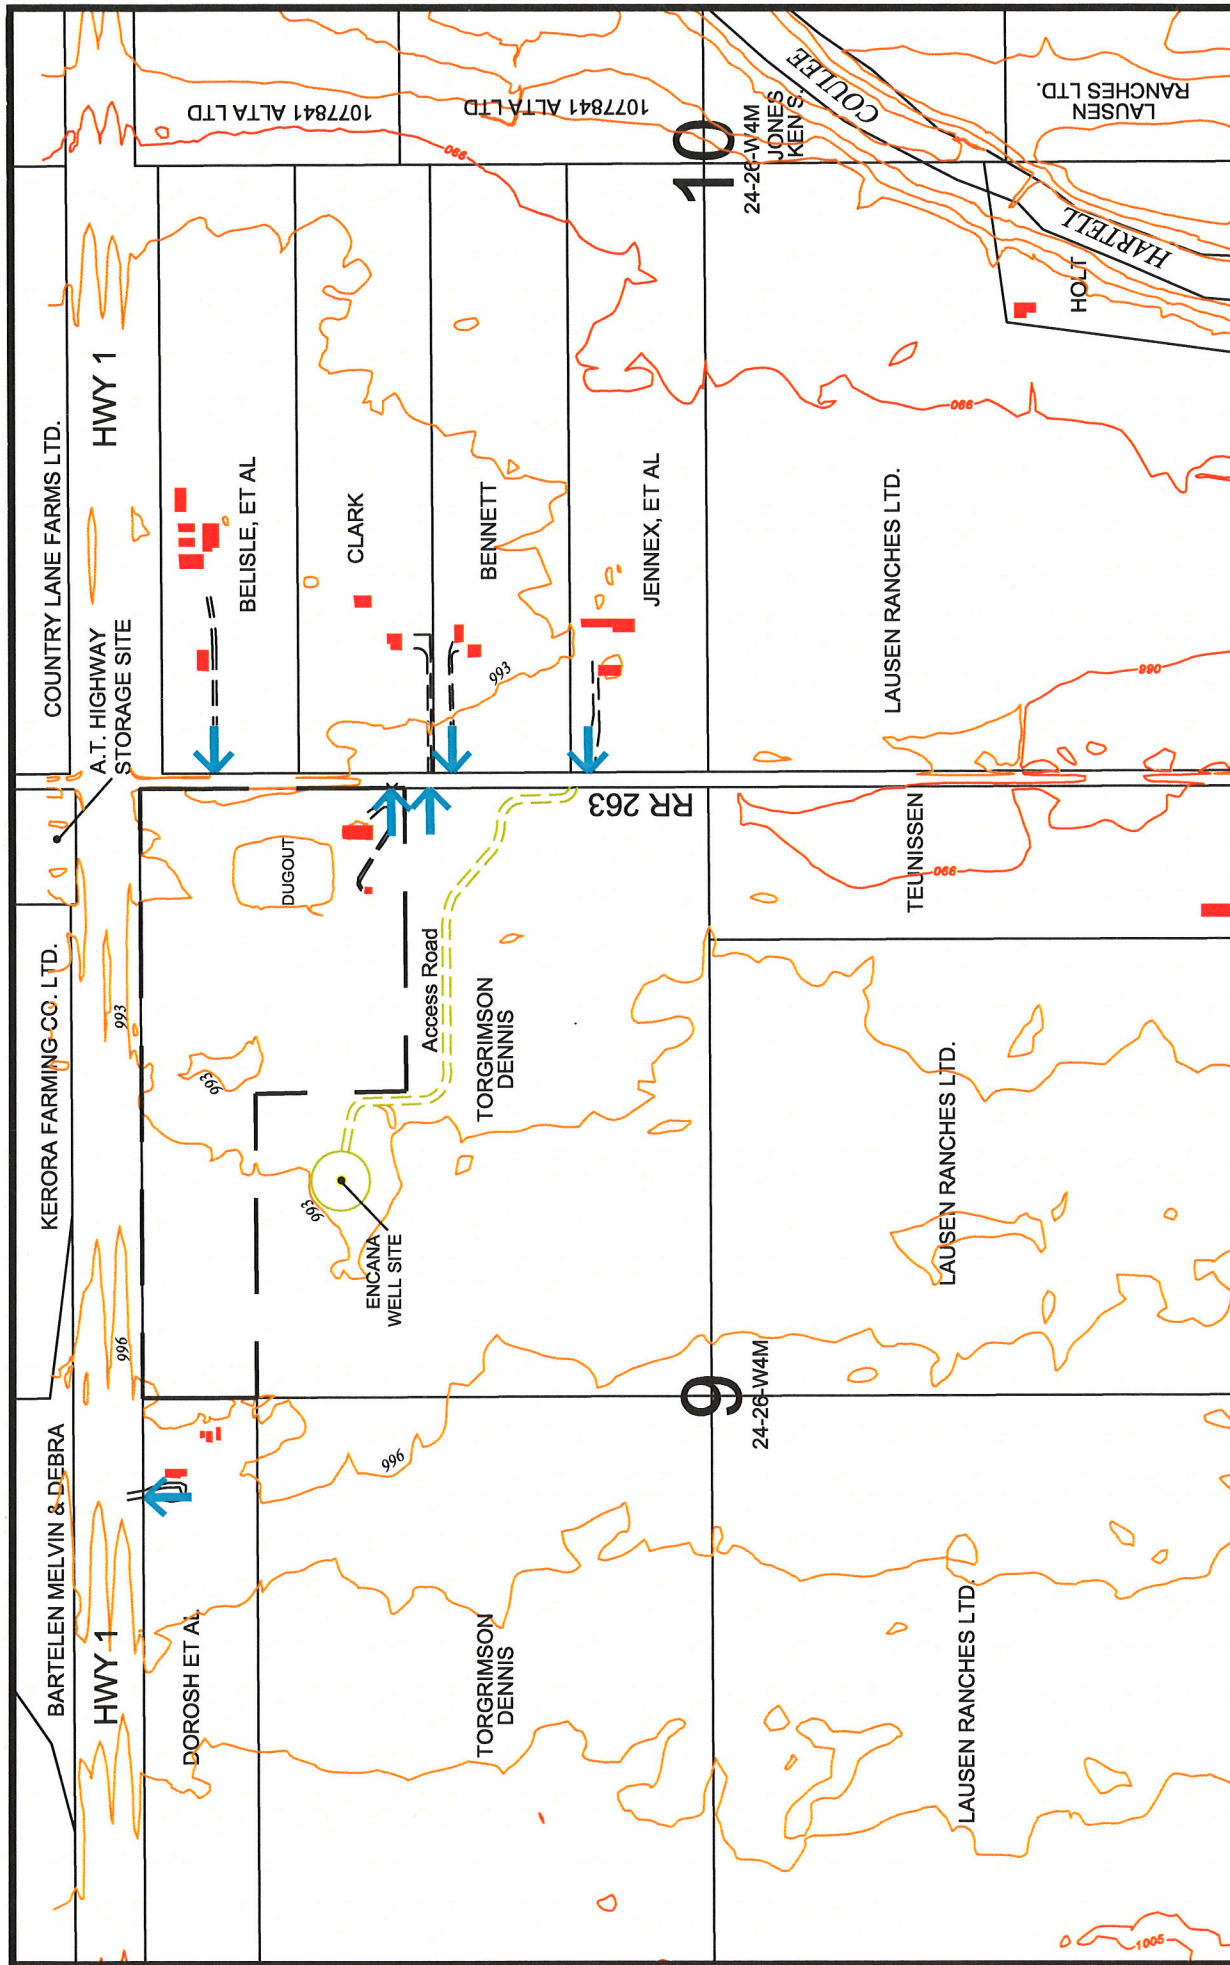 BARTELEN MELVIN & DEBRA
KERORA FARMING CO. LTD.
COUNTRY LANE FARMS LTD.
HWY 1
HWY 1
A.T. HIGHWAY
STORAGE SITE
996
993
DOROSH ET AL
993
DUGOUT
BELISLE, ET AL
1077841 ALTA LTD
993
CLARK
996
ENCANA
WELL SITE
Access Road
993
BENNETT
990
1077841 ALTA LTD
TORGRIMSON
DENNIS
TORGRIMSON
DENNIS
RR 263
JENNEX, ET AL
9
24-26-W4M
10
24-26-W4M
JONES
KEN S.
COULEE
LAUSEN RANCHES LTD.
LAUSEN RANCHES LTD.
TEUNISSEN
990
LAUSEN RANCHES LTD.
990
990
HOLT
HARTELL
LAUSEN
RANCHES LTD.
1005